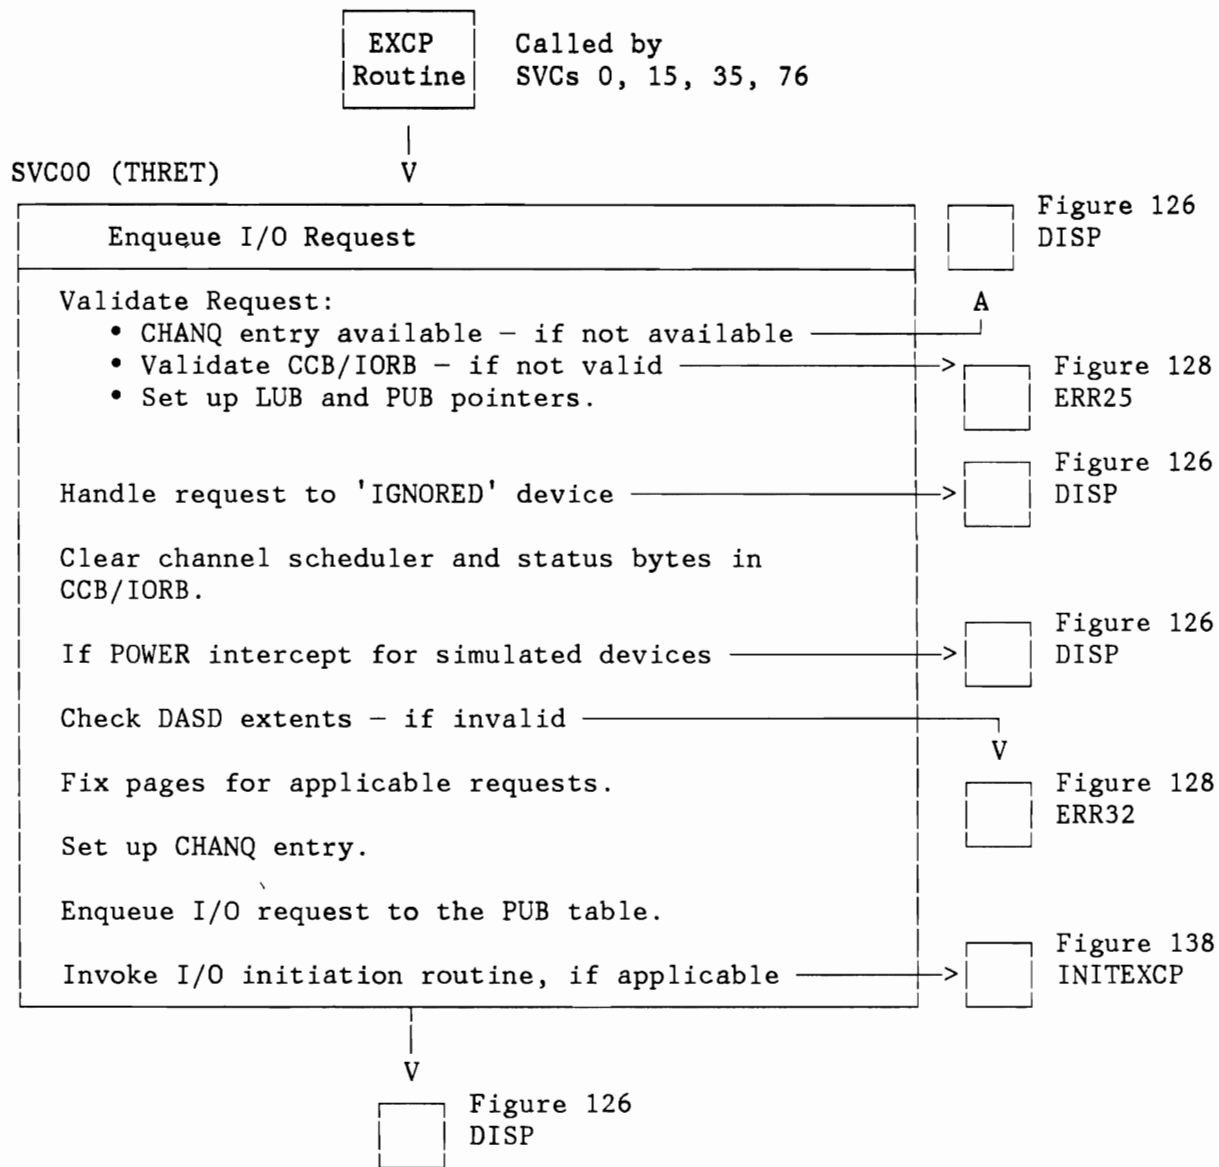 EXCP
Routine
Called by
SVCs 0, 15, 35, 76
SVC00 (THRET)
V
Enqueue I/O Request
Figure 126
DISP
Validate Request:
A
• CHANQ entry available – if not available
• Validate CCB/IORB – if not valid >
Figure 128
ERR25
• Set up LUB and PUB pointers.
Handle request to 'IGNORED' device >
Figure 126
DISP
Clear channel scheduler and status bytes in
CCB/IORB.
If POWER intercept for simulated devices >
Figure 126
DISP
Check DASD extents – if invalid
V
Fix pages for applicable requests.
Figure 128
ERR32
Set up CHANQ entry.
Enqueue I/O request to the PUB table.
Invoke I/O initiation routine, if applicable >
Figure 138
INITEXCP
V
Figure 126
DISP